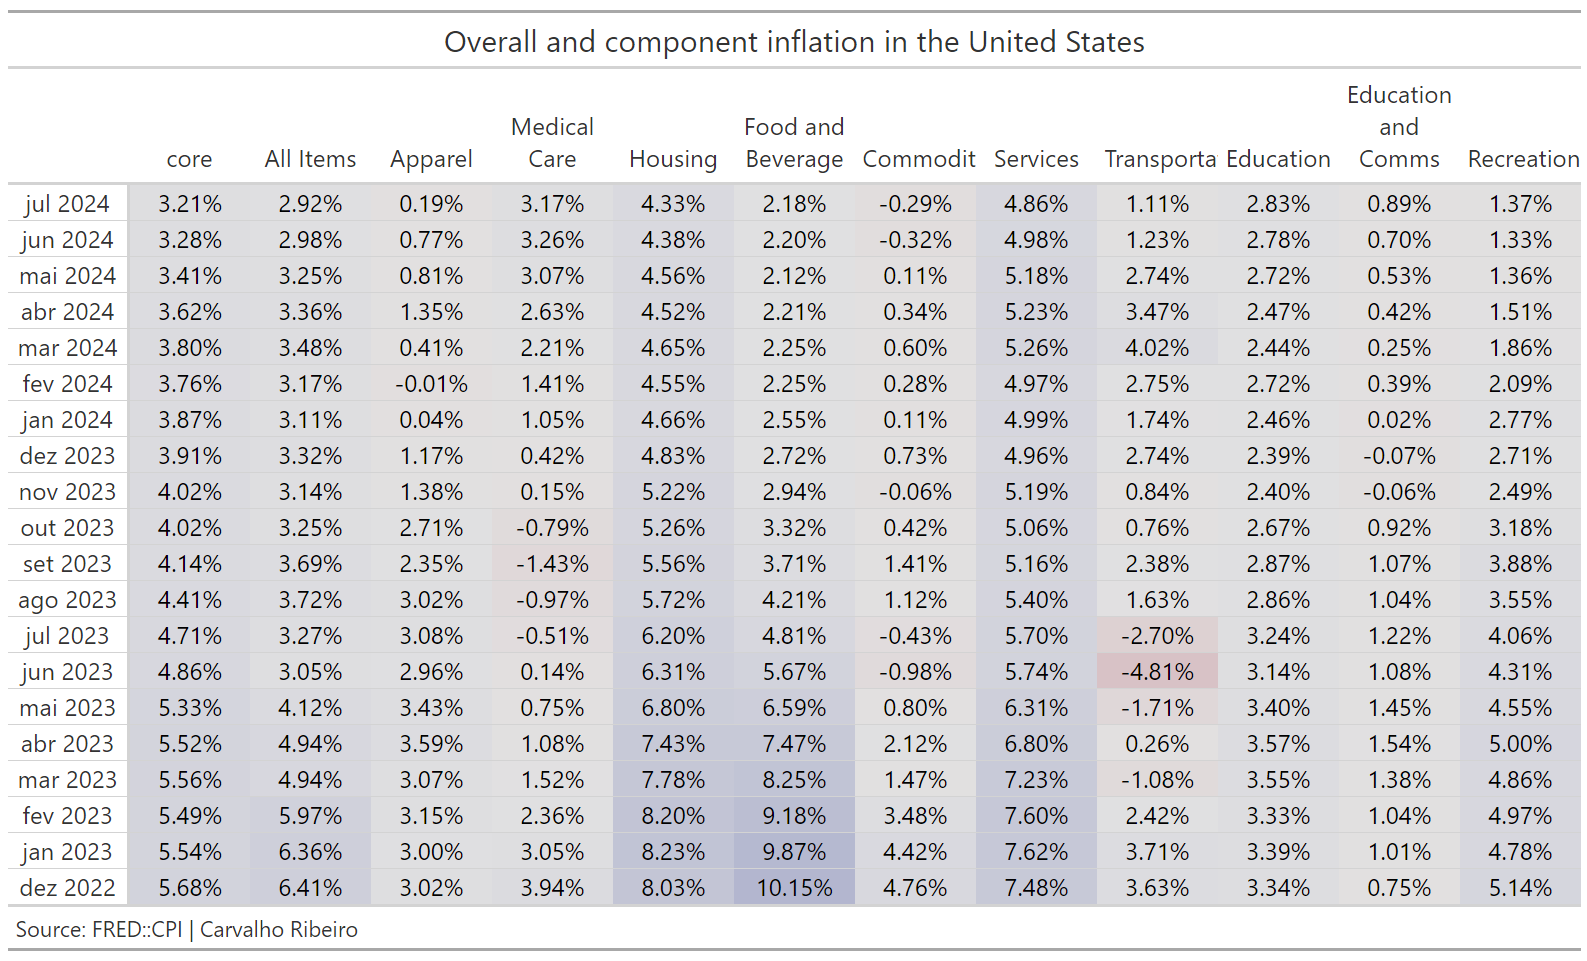 Overall and component inflation in the United States
core All Items Apparel Medical Care Housing Food and Beverage Commodit Services Transporta Education Education and Comms Recreation
jul 2024 3.21% 2.92% 0.19% 3.17% 4.33% 2.18% -0.29% 4.86% 1.11% 2.83% 0.89% 1.37%
jun 2024 3.28% 2.98% 0.77% 3.26% 4.38% 2.20% -0.32% 4.98% 1.23% 2.78% 0.70% 1.33%
mai 2024 3.41% 3.25% 0.81% 3.07% 4.56% 2.12% 0.11% 5.18% 2.74% 2.72% 0.53% 1.36%
abr 2024 3.62% 3.36% 1.35% 2.63% 4.52% 2.21% 0.34% 5.23% 3.47% 2.47% 0.42% 1.51%
mar 2024 3.80% 3.48% 0.41% 2.21% 4.65% 2.25% 0.60% 5.26% 4.02% 2.44% 0.25% 1.86%
fev 2024 3.76% 3.17% -0.01% 1.41% 4.55% 2.25% 0.28% 4.97% 2.75% 2.72% 0.39% 2.09%
jan 2024 3.87% 3.11% 0.04% 1.05% 4.66% 2.55% 0.11% 4.99% 1.74% 2.46% 0.02% 2.77%
dez 2023 3.91% 3.32% 1.17% 0.42% 4.83% 2.72% 0.73% 4.96% 2.74% 2.39% -0.07% 2.71%
nov 2023 4.02% 3.14% 1.38% 0.15% 5.22% 2.94% -0.06% 5.19% 0.84% 2.40% -0.06% 2.49%
out 2023 4.02% 3.25% 2.71% -0.79% 5.26% 3.32% 0.42% 5.06% 0.76% 2.67% 0.92% 3.18%
set 2023 4.14% 3.69% 2.35% -1.43% 5.56% 3.71% 1.41% 5.16% 2.38% 2.87% 1.07% 3.88%
ago 2023 4.41% 3.72% 3.02% -0.97% 5.72% 4.21% 1.12% 5.40% 1.63% 2.86% 1.04% 3.55%
jul 2023 4.71% 3.27% 3.08% -0.51% 6.20% 4.81% -0.43% 5.70% -2.70% 3.24% 1.22% 4.06%
jun 2023 4.86% 3.05% 2.96% 0.14% 6.31% 5.67% -0.98% 5.74% -4.81% 3.14% 1.08% 4.31%
mai 2023 5.33% 4.12% 3.43% 0.75% 6.80% 6.59% 0.80% 6.31% -1.71% 3.40% 1.45% 4.55%
abr 2023 5.52% 4.94% 3.59% 1.08% 7.43% 7.47% 2.12% 6.80% 0.26% 3.57% 1.54% 5.00%
mar 2023 5.56% 4.94% 3.07% 1.52% 7.78% 8.25% 1.47% 7.23% -1.08% 3.55% 1.38% 4.86%
fev 2023 5.49% 5.97% 3.15% 2.36% 8.20% 9.18% 3.48% 7.60% 2.42% 3.33% 1.04% 4.97%
jan 2023 5.54% 6.36% 3.00% 3.05% 8.23% 9.87% 4.42% 7.62% 3.71% 3.39% 1.01% 4.78%
dez 2022 5.68% 6.41% 3.02% 3.94% 8.03% 10.15% 4.76% 7.48% 3.63% 3.34% 0.75% 5.14%
Source: FRED::CPI | Carvalho Ribeiro